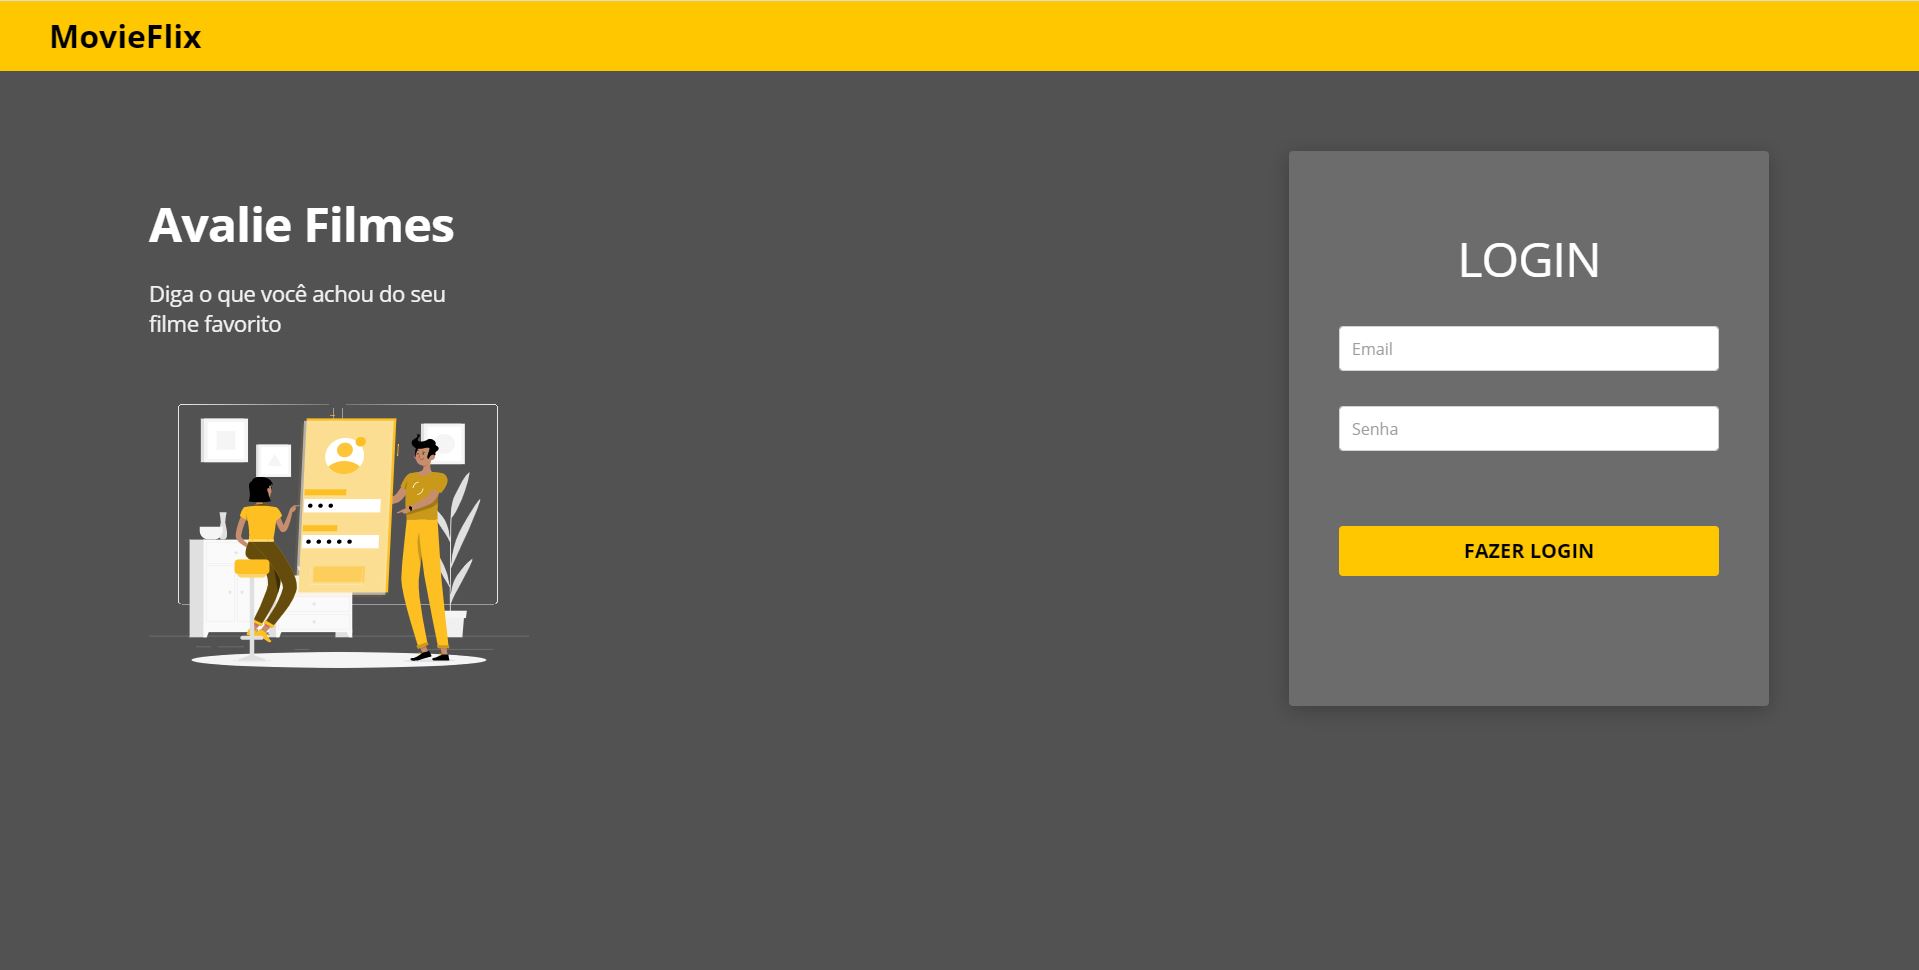 MovieFlix
Avalie Filmes
Diga o que você achou do seu
filme favorito
LOGIN
Email
Senha
FAZER LOGIN